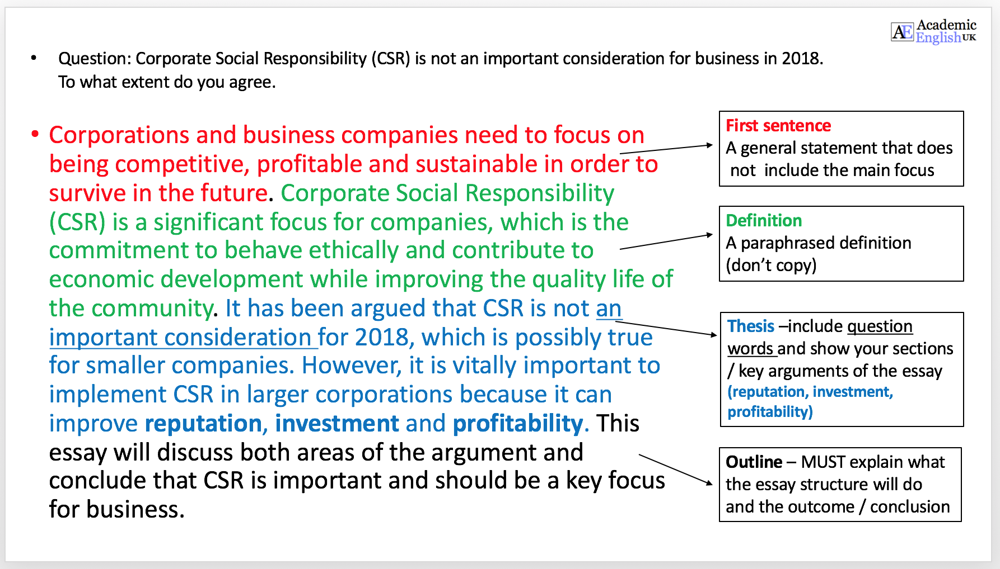 AE Academic
English UK
• Question: Corporate Social Responsibility (CSR) is not an important consideration for business in 2018.
To what extent do you agree.
• Corporations and business companies need to focus on
being competitive, profitable and sustainable in order to
survive in the future. Corporate Social Responsibility
(CSR) is a significant focus for companies, which is the
commitment to behave ethically and contribute to
economic development while improving the quality life of
the community. It has been argued that CSR is not an
important consideration for 2018, which is possibly true
for smaller companies. However, it is vitally important to
implement CSR in larger corporations because it can
improve reputation, investment and profitability. This
essay will discuss both areas of the argument and
conclude that CSR is important and should be a key focus
for business.
First sentence
A general statement that does
not include the main focus
Definition
A paraphrased definition
(don’t copy)
Thesis –include question
words and show your sections
/ key arguments of the essay
(reputation, investment,
profitability)
Outline – MUST explain what
the essay structure will do
and the outcome / conclusion